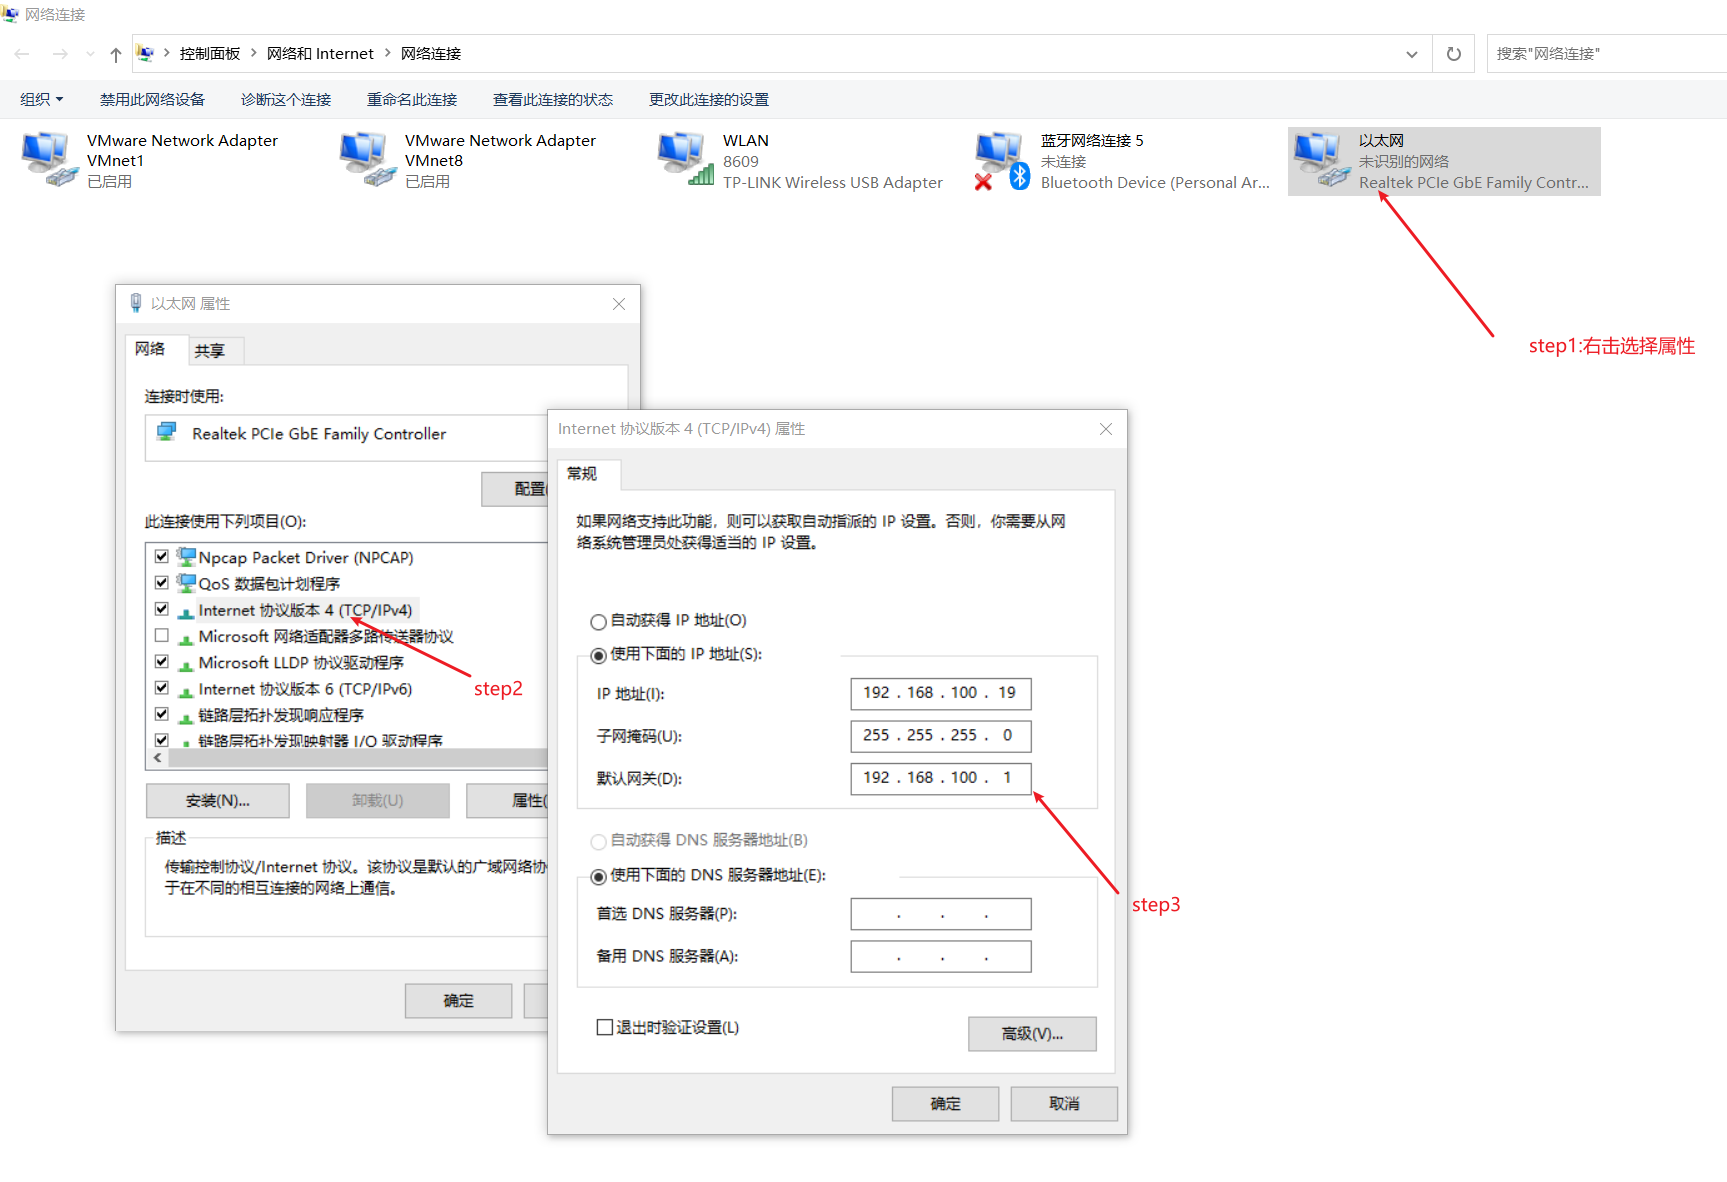 网络连接
控制面板 > 网络和 Internet > 网络连接
搜索"网络连接"
组织 禁用此网络设备 诊断这个连接 重命名此连接 查看此连接的状态 更改此连接的设置
VMware Network Adapter
VMnet1
已启用
VMware Network Adapter
VMnet8
已启用
WLAN
8609
TP-LINK Wireless USB Adapter
蓝牙网络连接 5
未连接
Bluetooth Device (Personal Ar...
以太网
未识别的网络
Realtek PCIe GbE Family Contr...
step1:右击选择属性
以太网 属性
网络 共享
连接时使用:
Realtek PCIe GbE Family Controller
配置(
此连接使用下列项目(O):
Npcap Packet Driver (NPCAP)
QoS 数据包计划程序
Internet 协议版本 4 (TCP/IPv4)
Microsoft 网络适配器多路传送器协议
Microsoft LLDP 协议驱动程序
Internet 协议版本 6 (TCP/IPv6)
链路层拓扑发现响应程序
链路层拓扑发现映射器 I/O 驱动程序
step2
安装(N)... 卸载(U) 属性(
描述
传输控制协议/Internet 协议。该协议是默认的广域网络协
于在不同的相互连接的网络上通信。
确定
Internet 协议版本 4 (TCP/IPv4) 属性
常规
如果网络支持此功能，则可以获取自动指派的 IP 设置。否则，你需要从网
络系统管理员处获得适当的 IP 设置。
自动获得 IP 地址(O)
使用下面的 IP 地址(S):
IP 地址(I): 192 . 168 . 100 . 19
子网掩码(U): 255 . 255 . 255 . 0
默认网关(D): 192 . 168 . 100 . 1
自动获得 DNS 服务器地址(B)
使用下面的 DNS 服务器地址(E):
首选 DNS 服务器(P): . . .
备用 DNS 服务器(A): . . .
step3
退出时验证设置(L)
高级(V)...
确定 取消